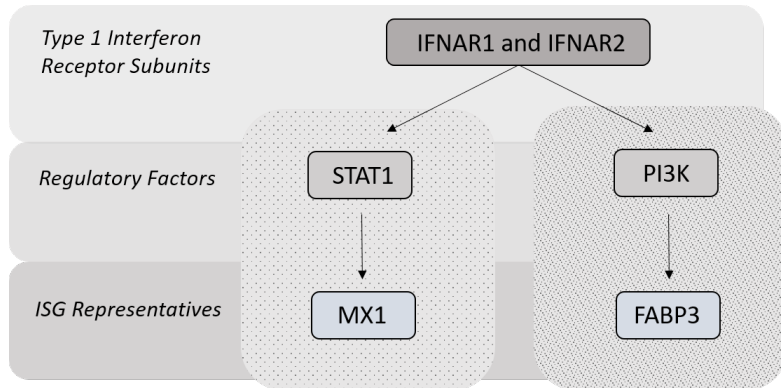 Type 1 Interferon
Receptor Subunits
IFNAR1 and IFNAR2
Regulatory Factors
STAT1
PI3K
ISG Representatives
MX1
FABP3